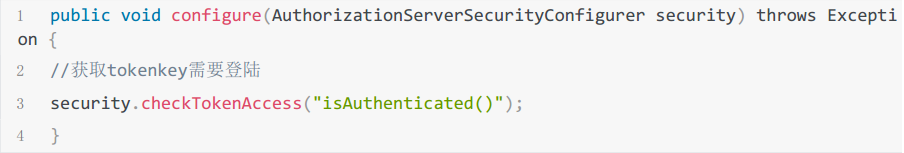 1 public void configure(AuthorizationServerSecurityConfigurer security) throws Excepti
on {
2 //获取tokenkey需要登陆
3 security.checkTokenAccess("isAuthenticated()");
4 }